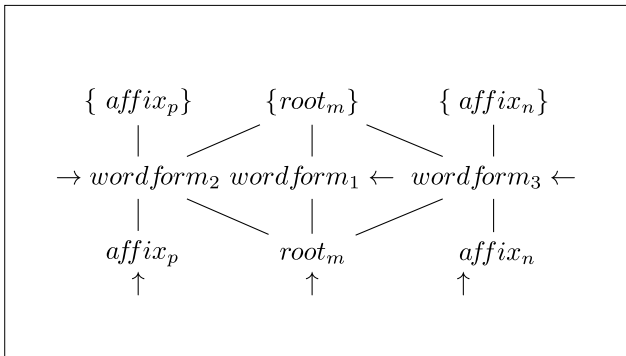 { affix_p} {root_m} { affix_n}
→ wordform_2 wordform_1 ← wordform_3 ←
affix_p root_m affix_n
↑ ↑ ↑